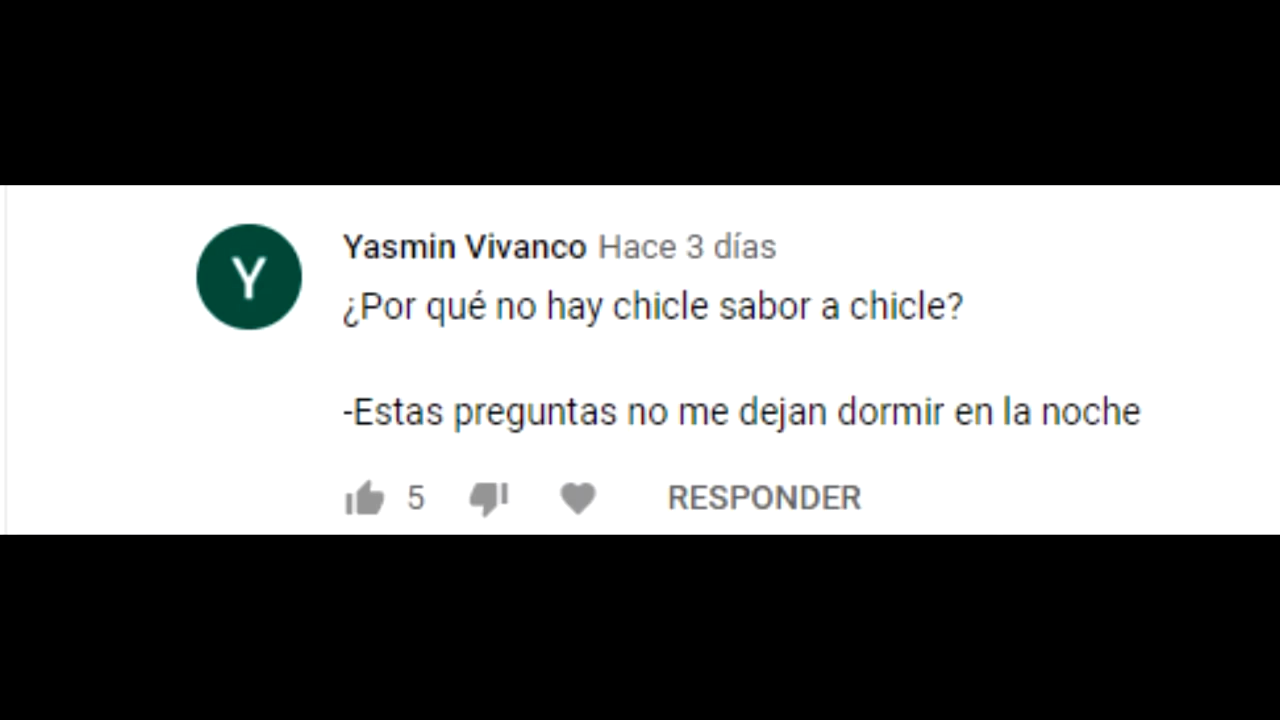 Y
Yasmin Vivanco Hace 3 días
¿Por qué no hay chicle sabor a chicle?
-Estas preguntas no me dejan dormir en la noche
5 RESPONDER